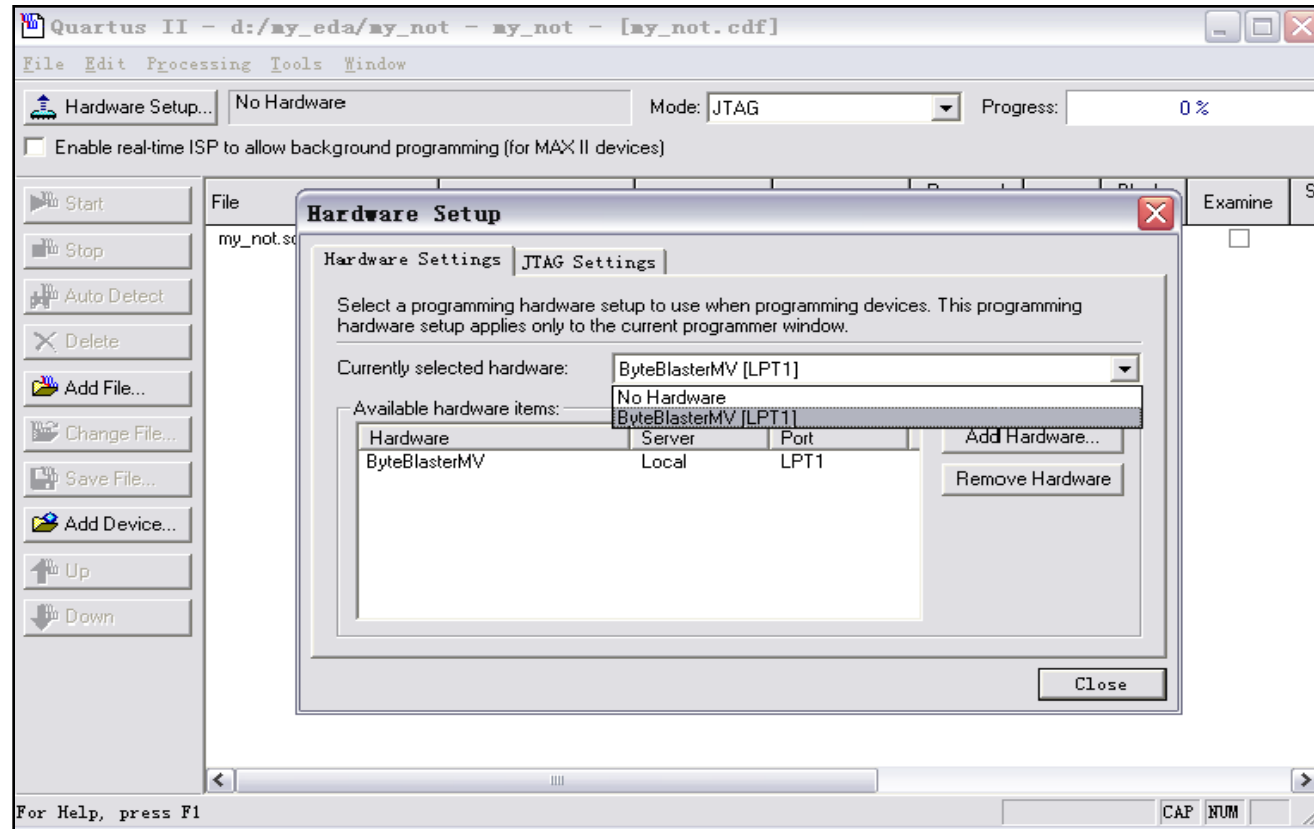 Quartus II - d:/my_eda/my_not - my_not - [my_not.cdf]
File Edit Processing Tools Window
Hardware Setup... No Hardware Mode: JTAG Progress: 0 %
Enable real-time ISP to allow background programming (for MAX II devices)
Start File Examine
Stop my_not.so
Auto Detect
Delete
Add File...
Change File...
Save File...
Add Device...
Up
Down
Hardware Setup
Hardware Settings JTAG Settings
Select a programming hardware setup to use when programming devices. This programming
hardware setup applies only to the current programmer window.
Currently selected hardware: ByteBlasterMV [LPT1]
No Hardware
ByteBlasterMV [LPT1]
Available hardware items:
Hardware Server Port
ByteBlasterMV Local LPT1
Add Hardware...
Remove Hardware
Close
For Help, press F1 CAP NUM